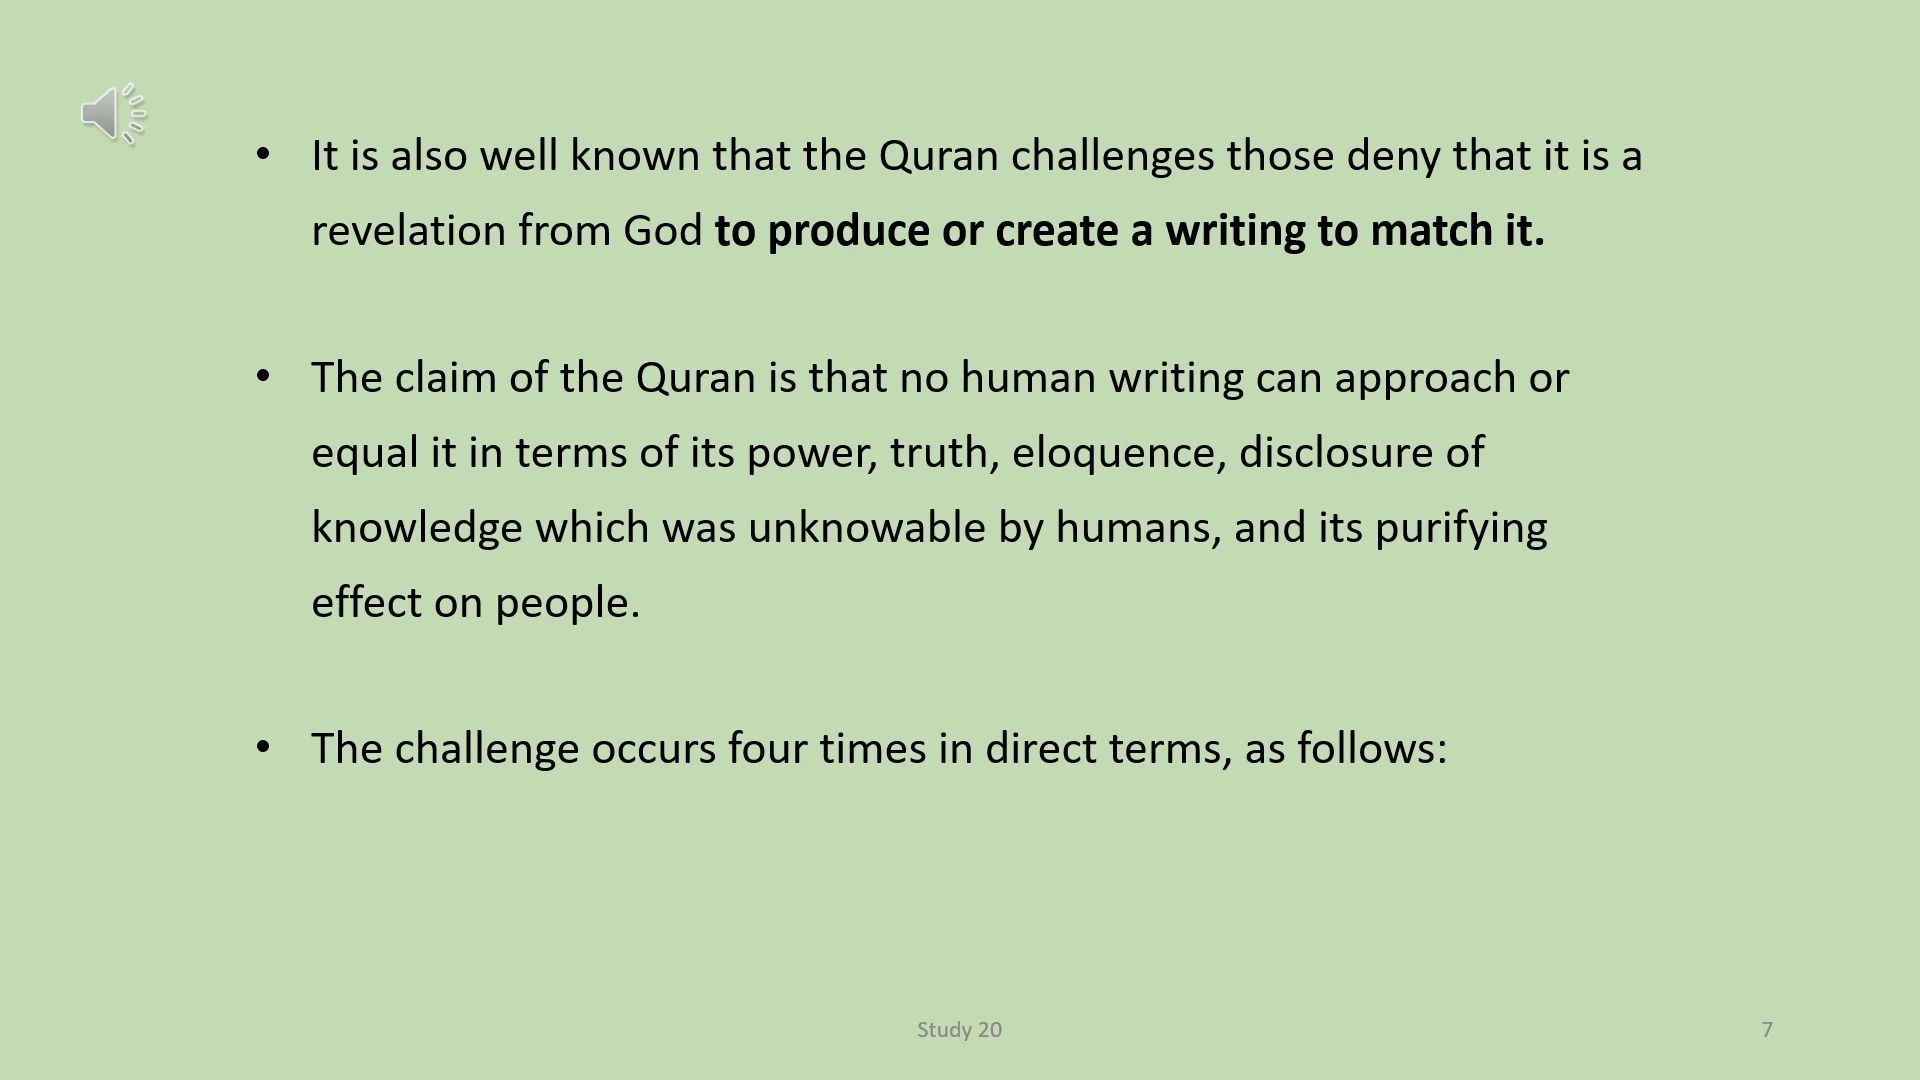 • It is also well known that the Quran challenges those deny that it is a
revelation from God to produce or create a writing to match it.
• The claim of the Quran is that no human writing can approach or
equal it in terms of its power, truth, eloquence, disclosure of
knowledge which was unknowable by humans, and its purifying
effect on people.
• The challenge occurs four times in direct terms, as follows:
Study 20
7